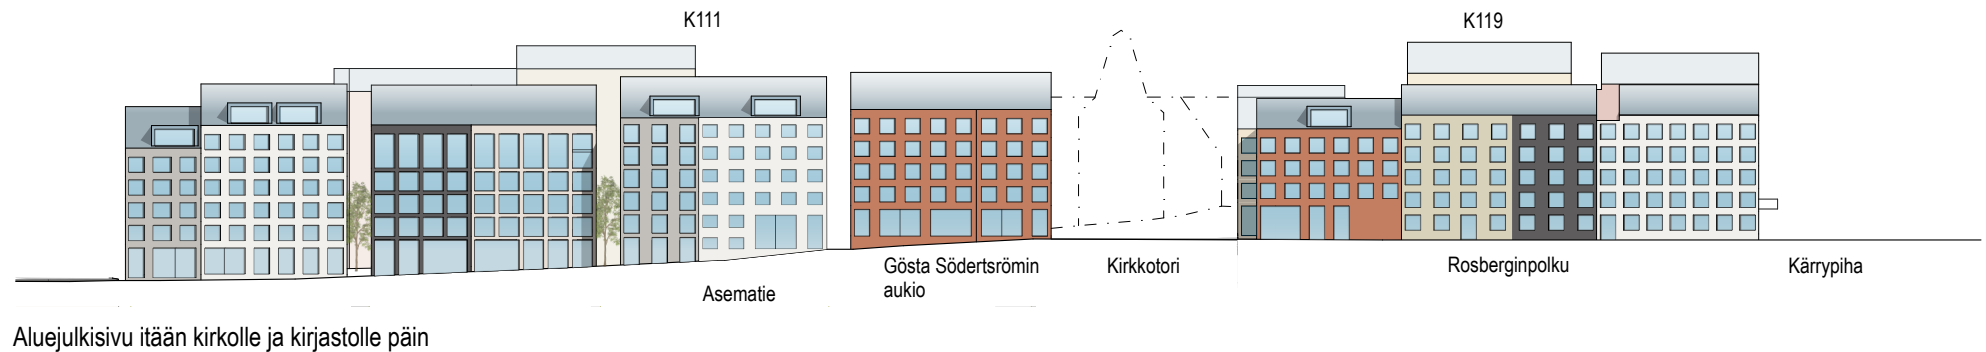 K111
K119
Gösta Södertsrömin
aukio
Kirkkotori
Rosberginpolku
Kärrypiha
Asematie
Aluejulkisivu itään kirkolle ja kirjastolle päin